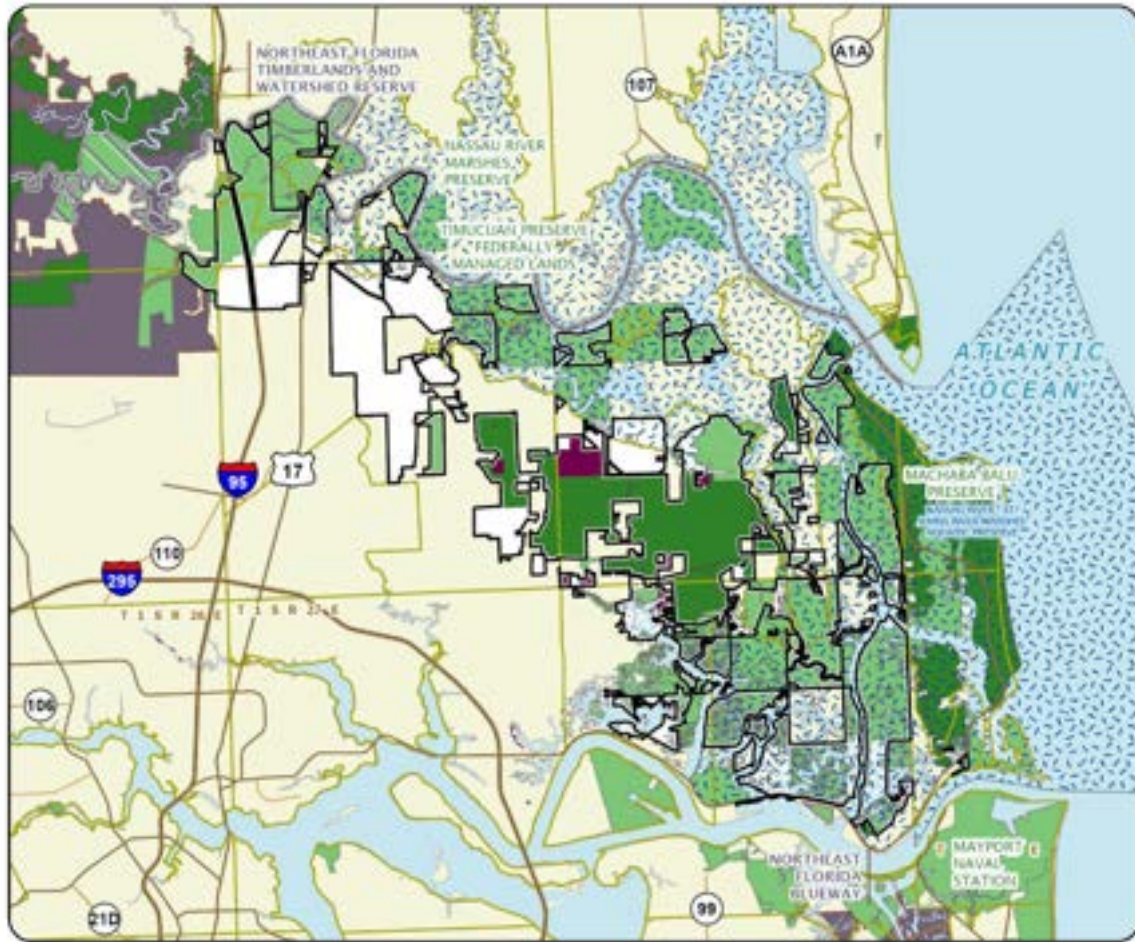 NORTHEAST FLORIDA
TIMBERLANDS AND
WATERSHED RESERVE
A1A
107
NASSAU RIVER
MARSHES
PRESERVE
TIMUCUAN PRESERVE
FEDERALLY
MANAGED LANDS
ATLANTIC
OCEAN
95
17
MACHABA BALU
PRESERVE
110
295
T 1 S R 26 E
T 1 S R 27 E
106
NORTHEAST
FLORIDA
BLUEWAY
MAYPORT
NAVAL
STATION
21D
99